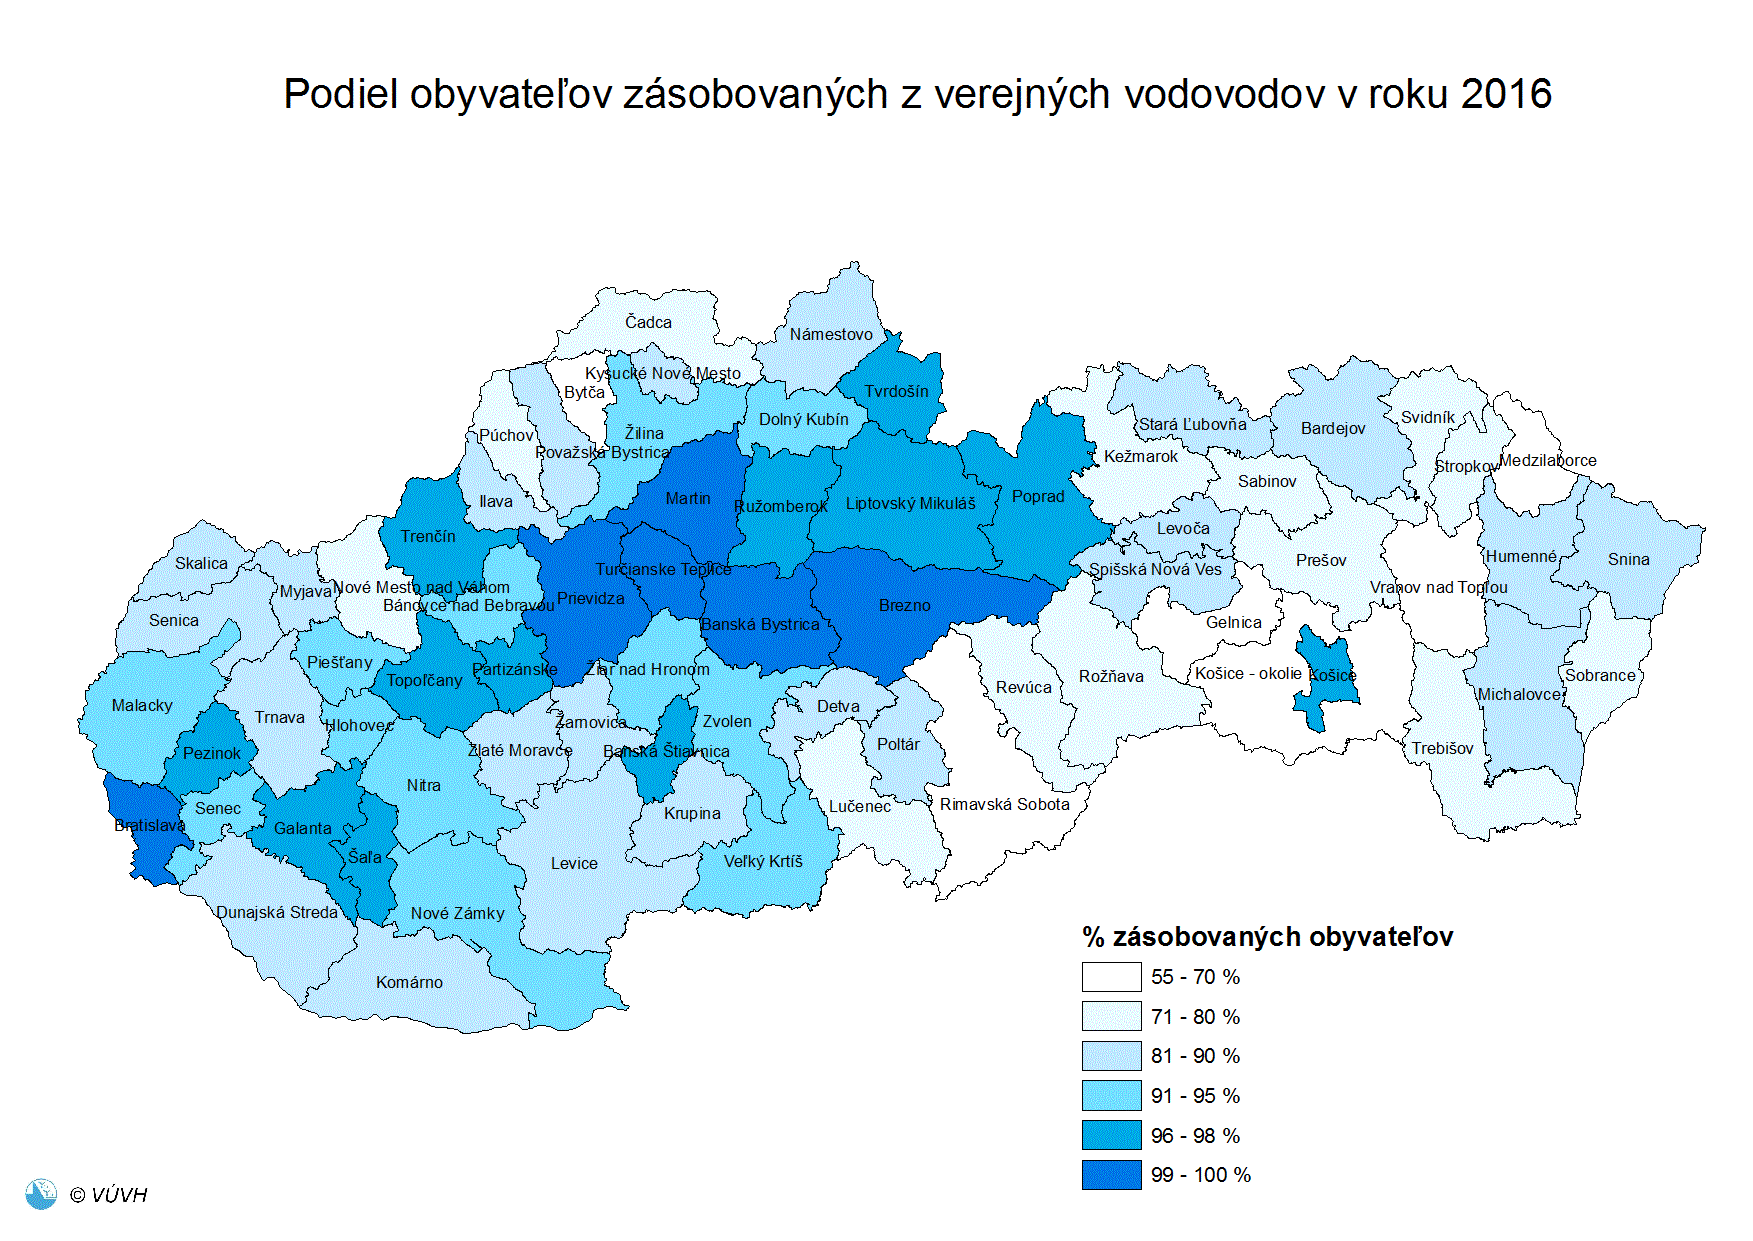 Podiel obyvateľov zásobovaných z verejných vodovodov v roku 2016
Čadca
Námestovo
Kysucké Nové Mesto
Bytča
Tvrdošín
Dolný Kubín
Púchov
Žilina
Považská Bystrica
Stará Ľubovňa
Bardejov
Svidník
Kežmarok
Stropkov
Medzilaborce
Sabinov
Ilava
Martin
Ružomberok
Liptovský Mikuláš
Poprad
Levoča
Trenčín
Prešov
Humenné
Snina
Skalica
Turčianske Teplice
Spišská Nová Ves
Myjava
Nové Mesto nad Váhom
Vranov nad Topľou
Bánovce nad Bebravou
Prievidza
Brezno
Senica
Banská Bystrica
Gelnica
Piešťany
Partizánske
Žiar nad Hronom
Topoľčany
Revúca
Rožňava
Košice - okolie
Košice
Sobrance
Michalovce
Malacky
Trnava
Hlohovec
Žarnovica
Zvolen
Detva
Pezinok
Zlaté Moravce
Banská Štiavnica
Poltár
Trebišov
Nitra
Senec
Krupina
Lučenec
Rimavská Sobota
Bratislava
Galanta
Šaľa
Levice
Veľký Krtíš
Dunajská Streda
Nové Zámky
Komárno
% zásobovaných obyvateľov
55 - 70 %
71 - 80 %
81 - 90 %
91 - 95 %
96 - 98 %
99 - 100 %
© VÚVH